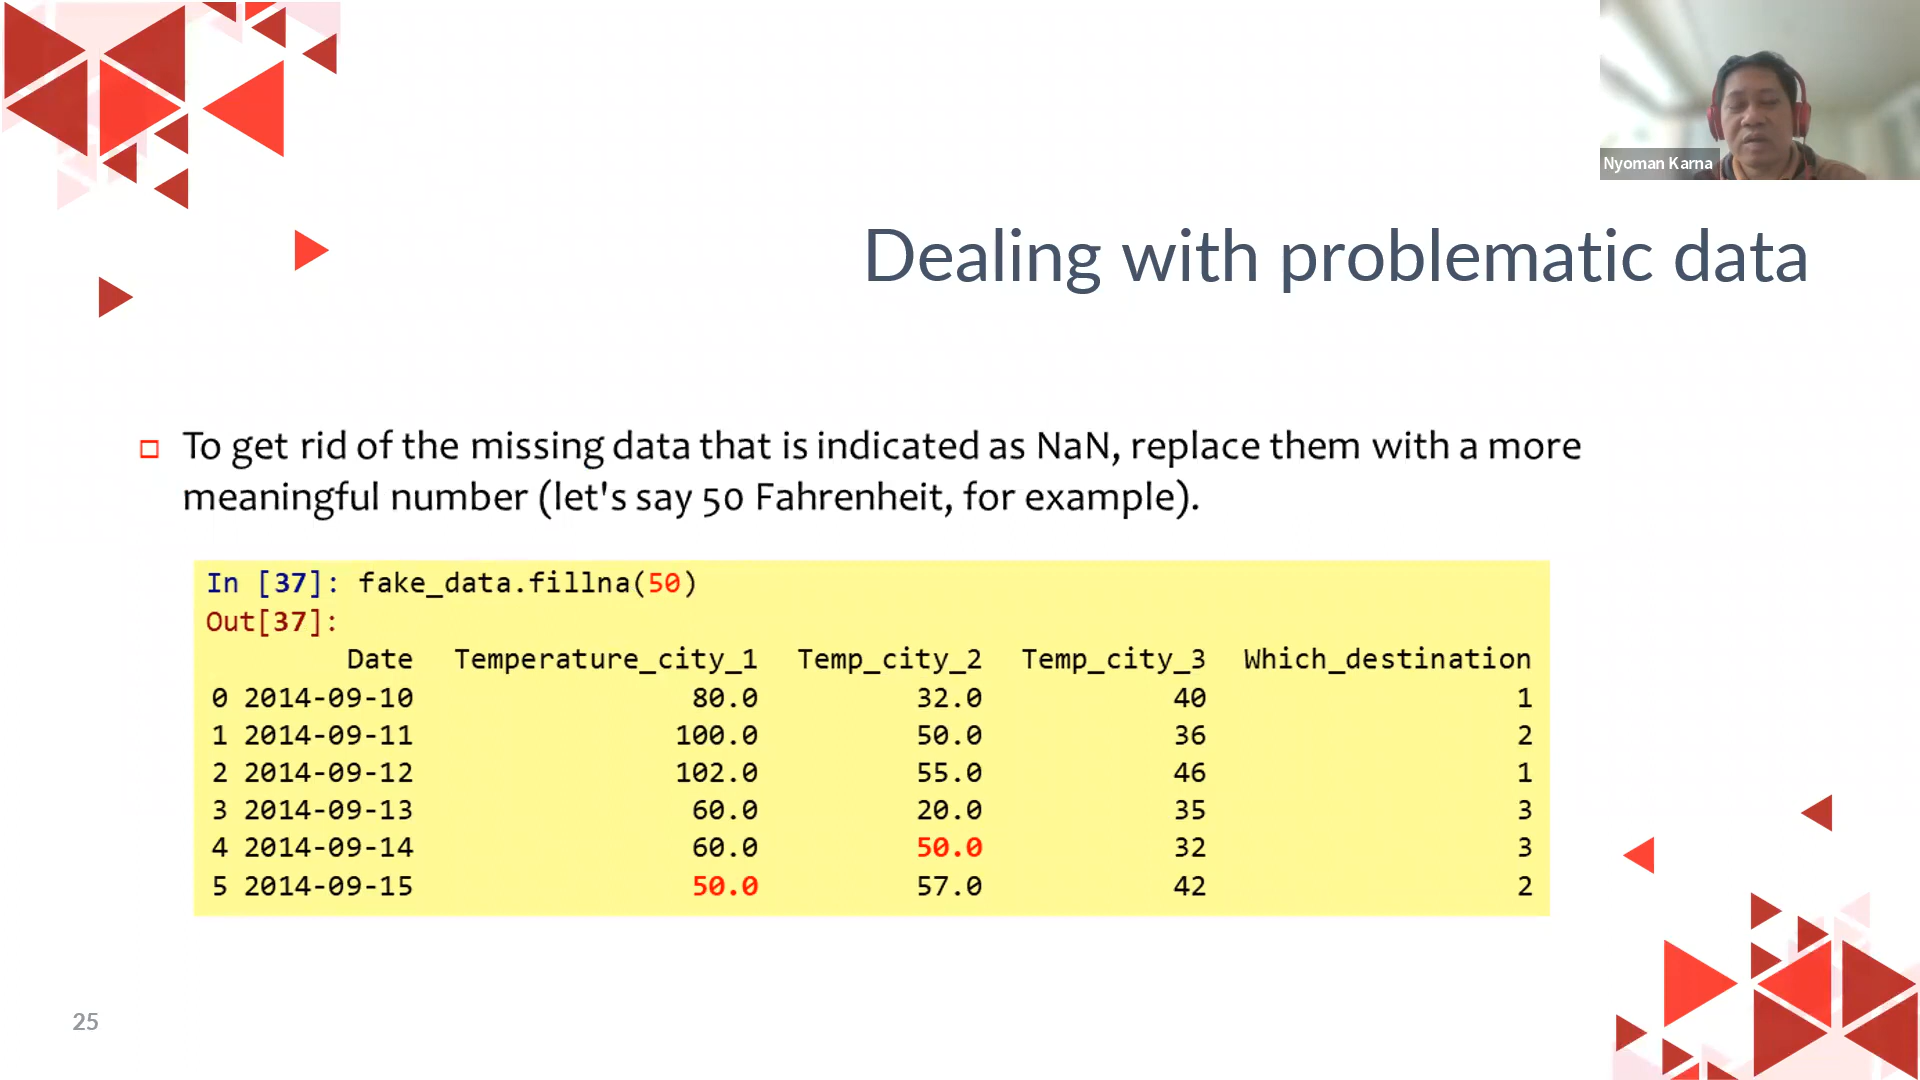 Nyoman Karna
Dealing with problematic data
To get rid of the missing data that is indicated as NaN, replace them with a more
meaningful number (let's say 50 Fahrenheit, for example).
In [37]: fake_data.fillna(50)
Out[37]:
Date Temperature_city_1 Temp_city_2 Temp_city_3 Which_destination
0 2014-09-10 80.0 32.0 40 1
1 2014-09-11 100.0 50.0 36 2
2 2014-09-12 102.0 55.0 46 1
3 2014-09-13 60.0 20.0 35 3
4 2014-09-14 60.0 50.0 32 3
5 2014-09-15 50.0 57.0 42 2
25